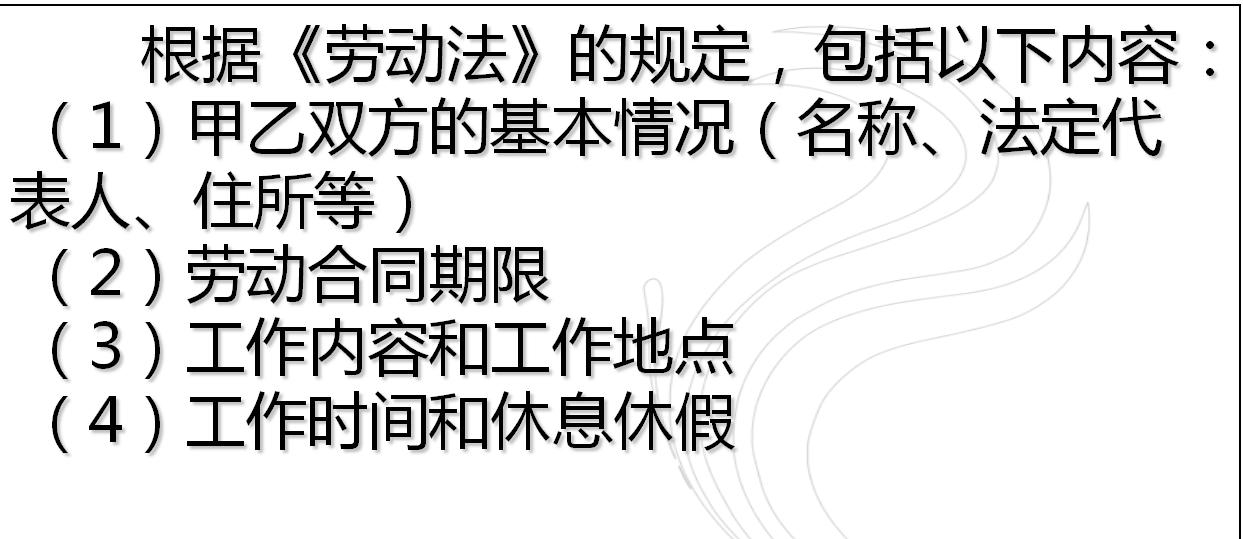 根据《劳动法》的规定，包括以下内容：
（1）甲乙双方的基本情况（名称、法定代
表人、住所等）
（2）劳动合同期限
（3）工作内容和工作地点
（4）工作时间和休息休假